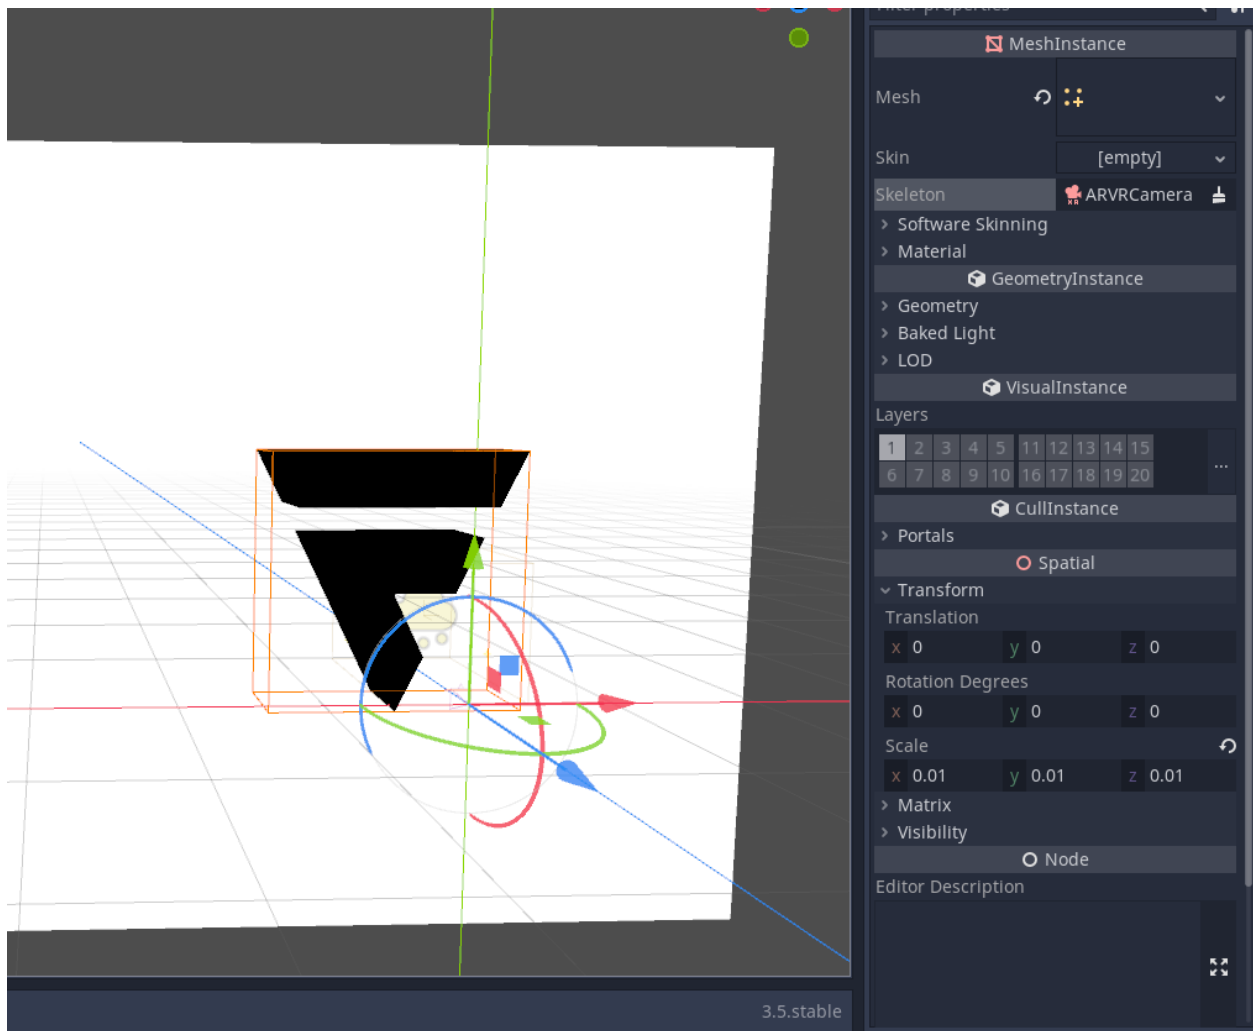 Filter properties
MeshInstance
Mesh
Skin [empty]
Skeleton ARVRCamera
Software Skinning
Material
GeometryInstance
Geometry
Baked Light
LOD
VisualInstance
Layers
1 2 3 4 5 11 12 13 14 15
6 7 8 9 10 16 17 18 19 20
...
CullInstance
Portals
Spatial
Transform
Translation
x 0 y 0 z 0
Rotation Degrees
x 0 y 0 z 0
Scale
x 0.01 y 0.01 z 0.01
Matrix
Visibility
Node
Editor Description
3.5.stable